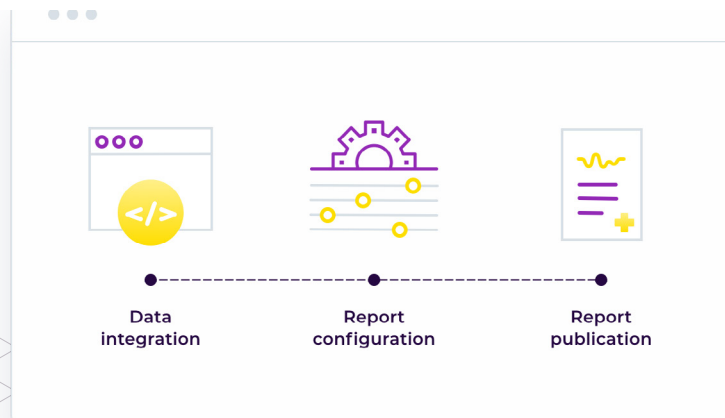 </>
Data
integration
Report
configuration
Report
publication